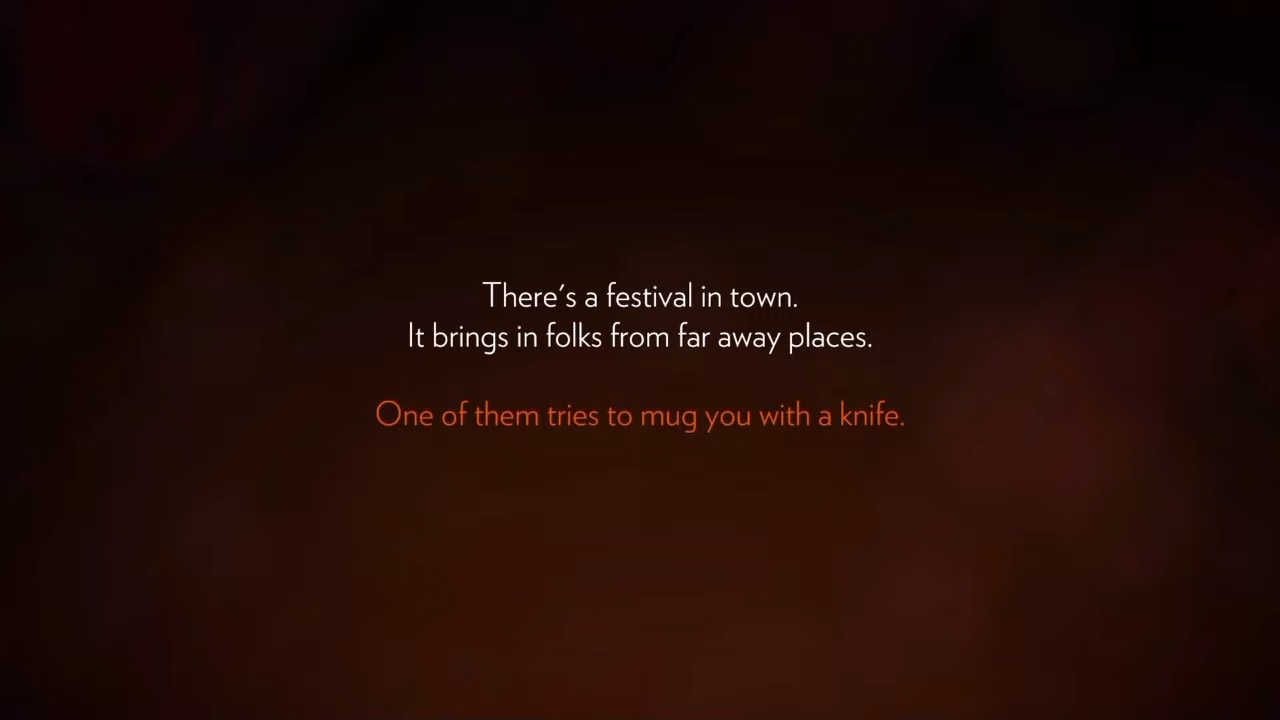 There's a festival in town.
It brings in folks from far away places.
One of them tries to mug you with a knife.